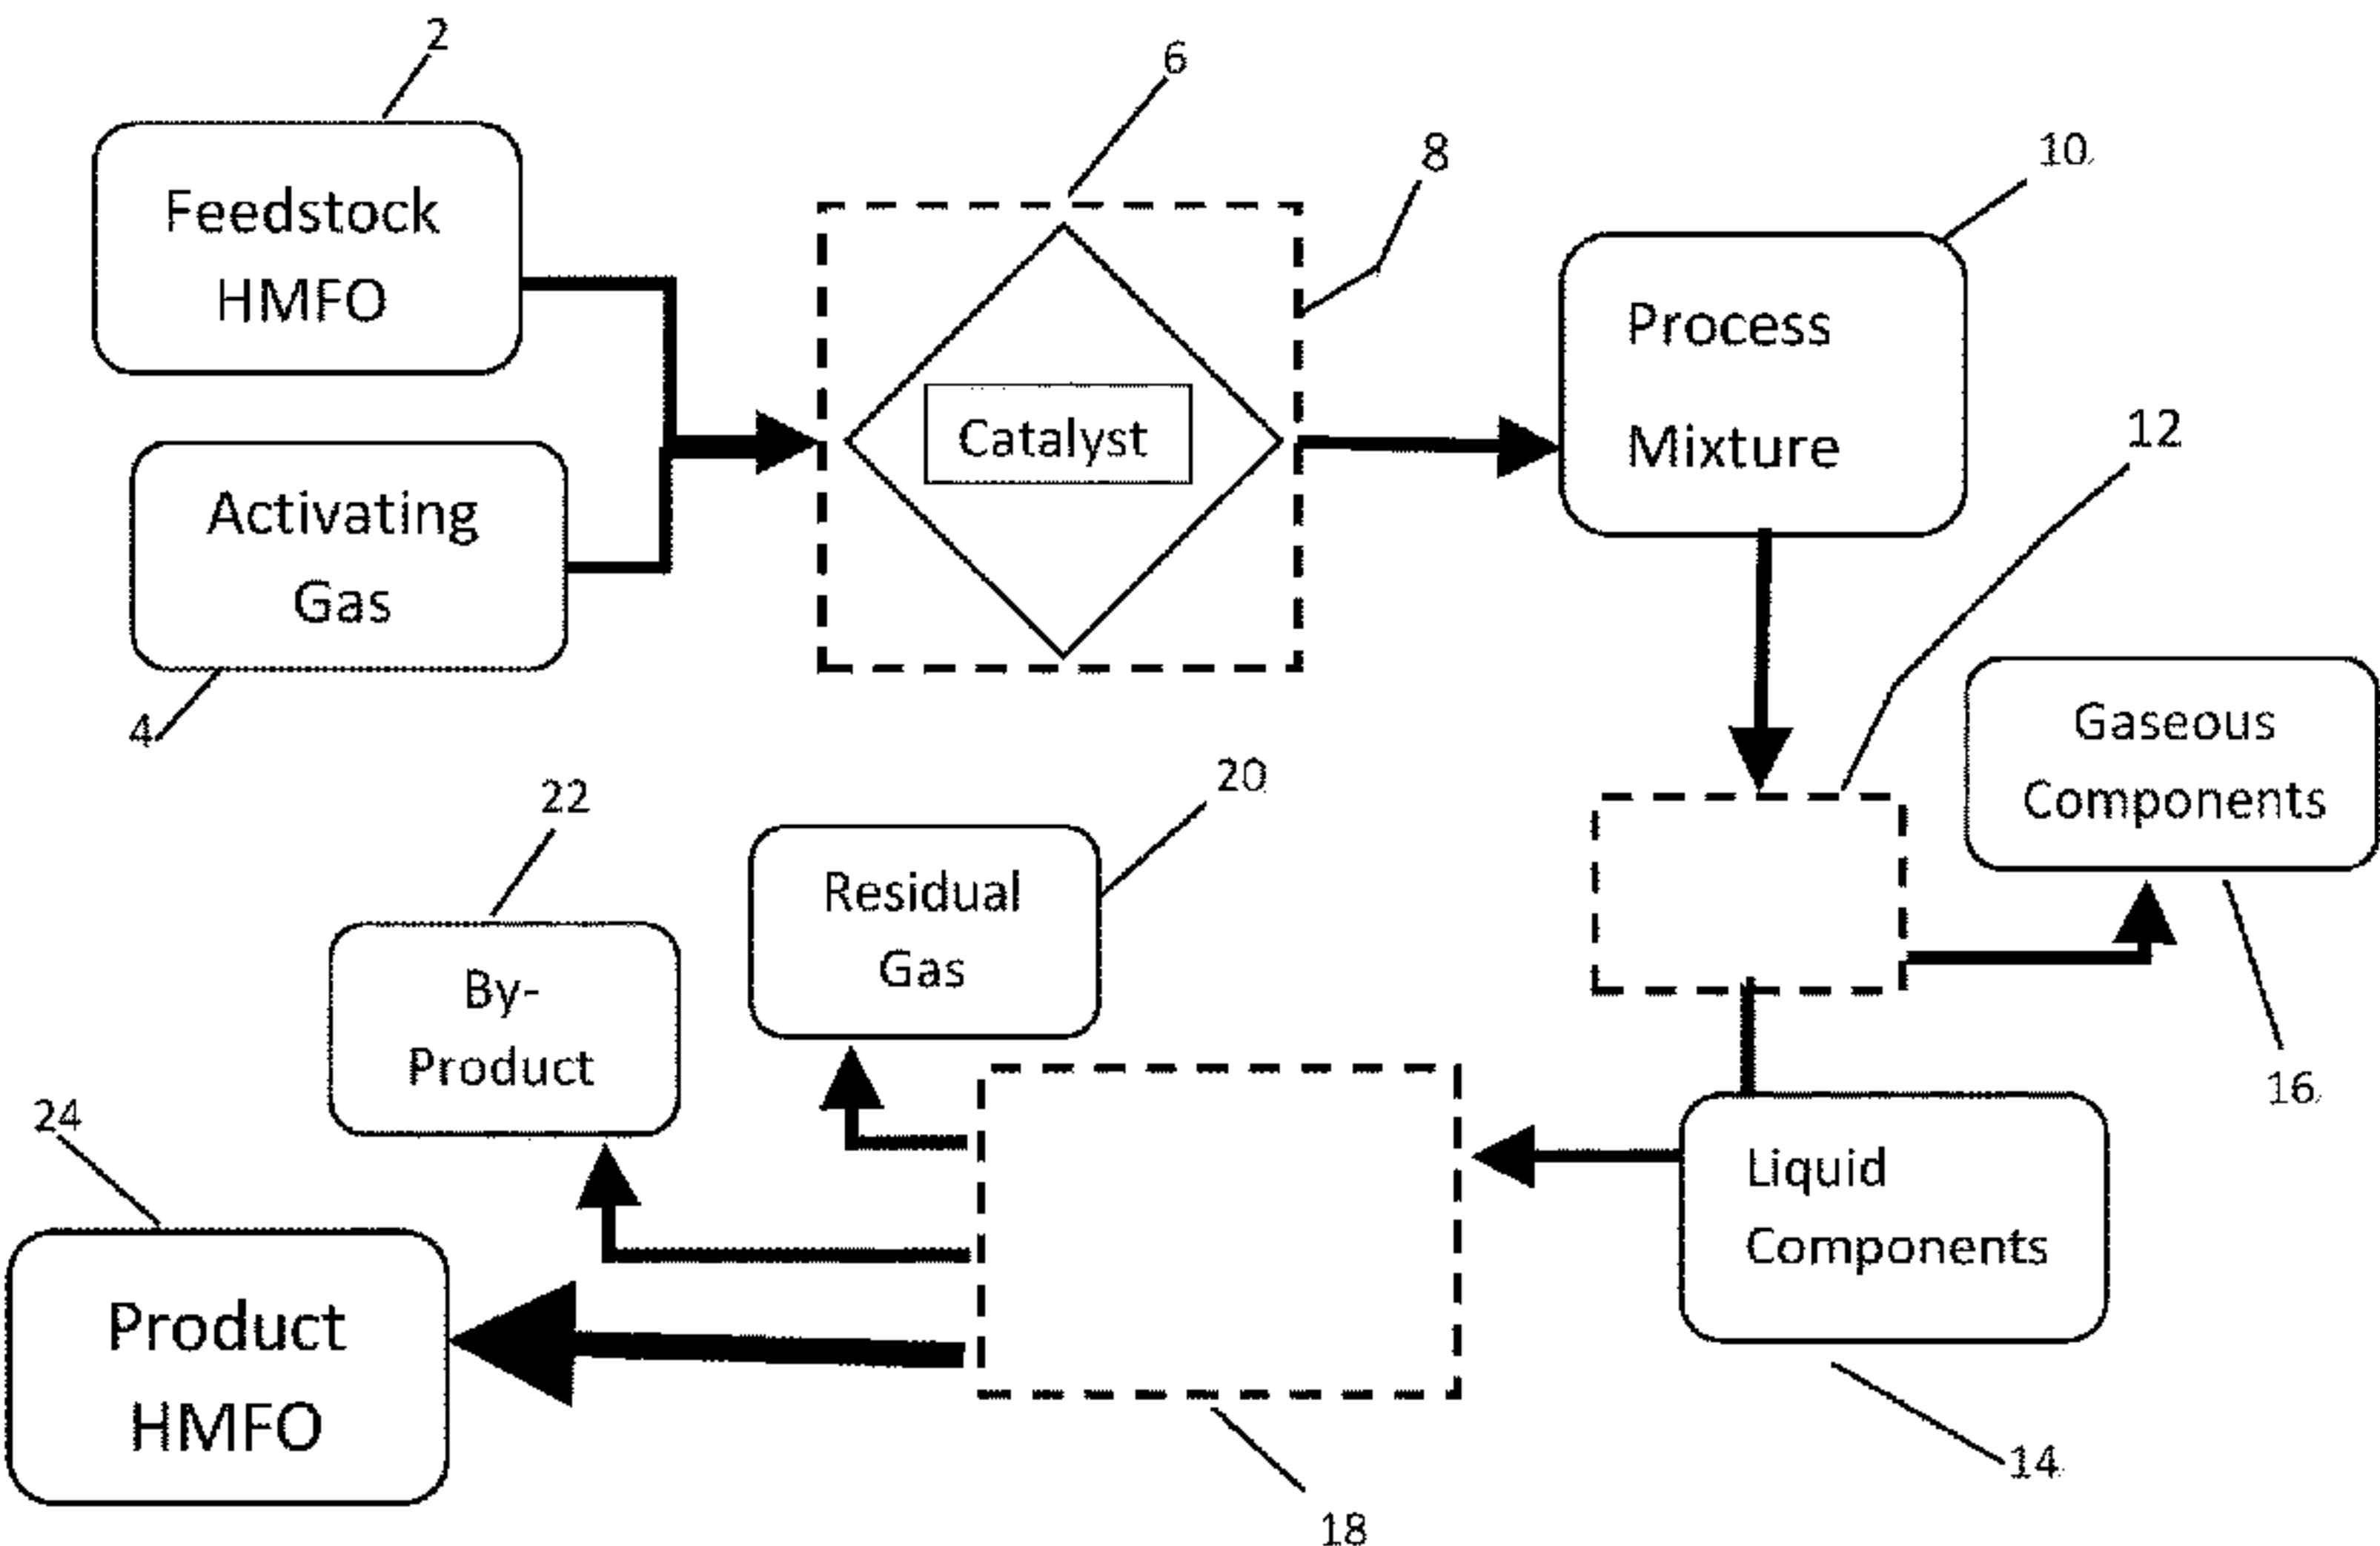 2
6
8
10
Feedstock
HMFO
Catalyst
Process
Mixture
12
Activating
Gas
4
Gaseous
Components
16
22
20
Residual
Gas
By-
Product
24
Liquid
Components
14
Product
HMFO
18